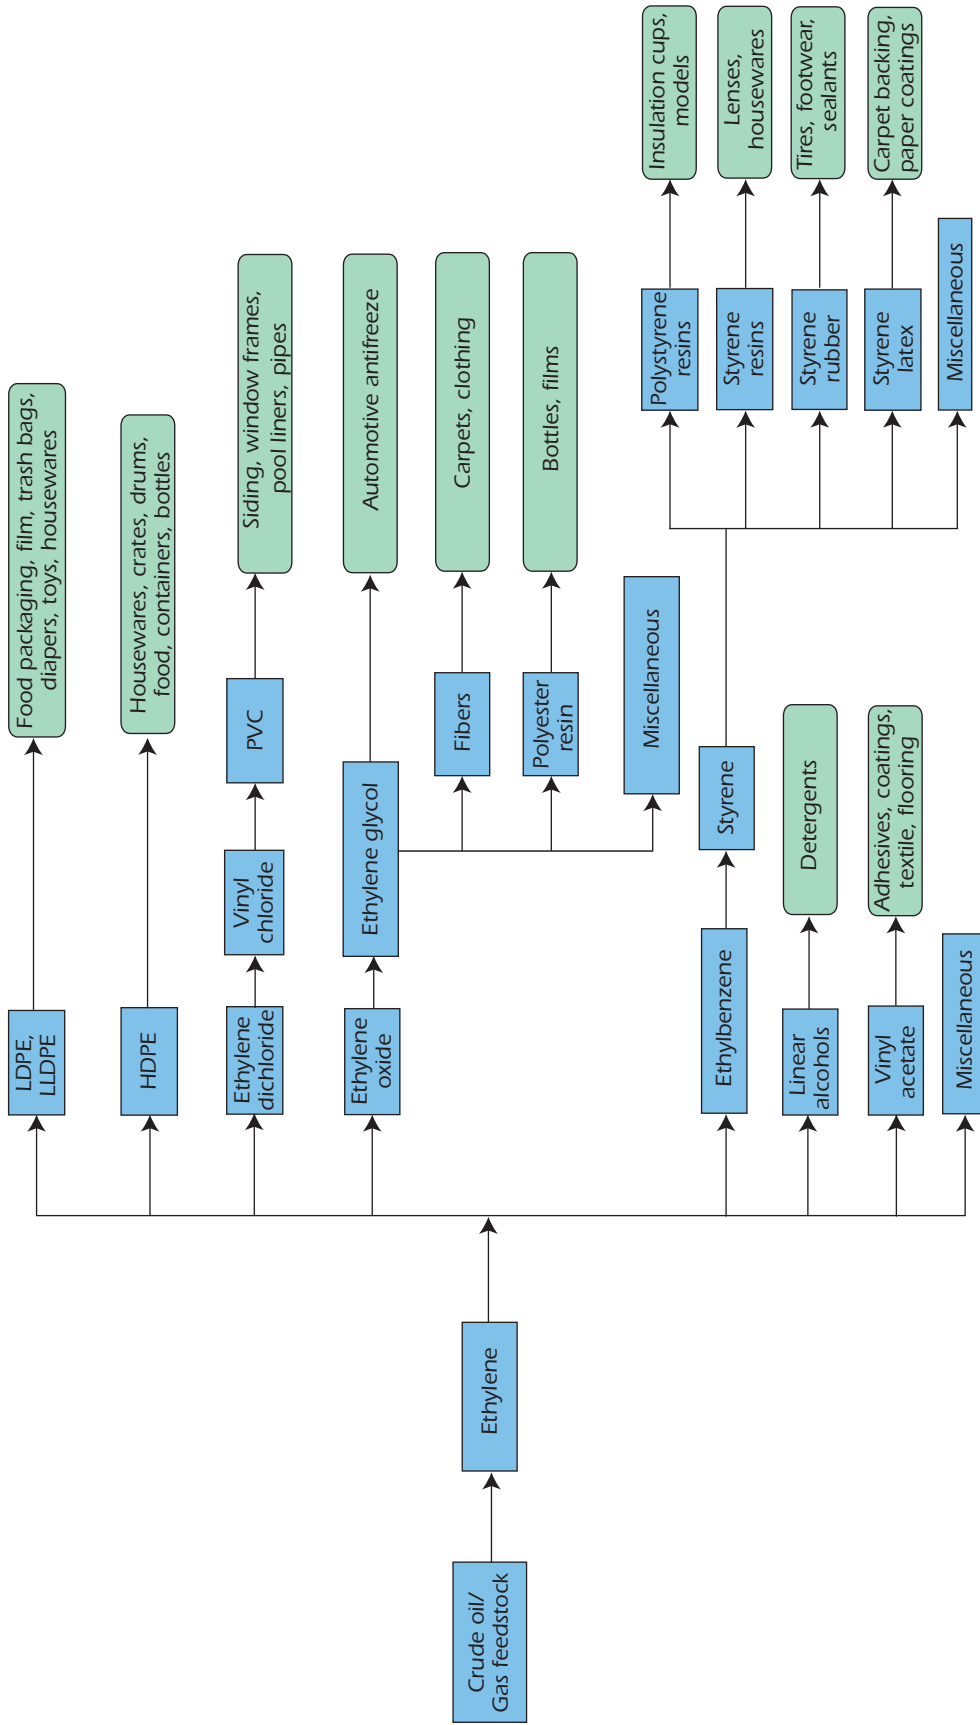 Crude oil/
Gas feedstock
Ethylene
LDPE,
LLDPE
Food packaging, film, trash bags,
diapers, toys, housewares
HDPE
Housewares, crates, drums,
food, containers, bottles
Ethylene
dichloride
Vinyl
chloride
PVC
Siding, window frames,
pool liners, pipes
Ethylene
oxide
Ethylene glycol
Automotive antifreeze
Fibers
Carpets, clothing
Polyester
resin
Bottles, films
Miscellaneous
Ethylbenzene
Styrene
Polystyrene
resins
Insulation cups,
models
Styrene
resins
Lenses,
housewares
Styrene
rubber
Tires, footwear,
sealants
Styrene
latex
Carpet backing,
paper coatings
Miscellaneous
Linear
alcohols
Detergents
Vinyl
acetate
Adhesives, coatings,
textile, flooring
Miscellaneous